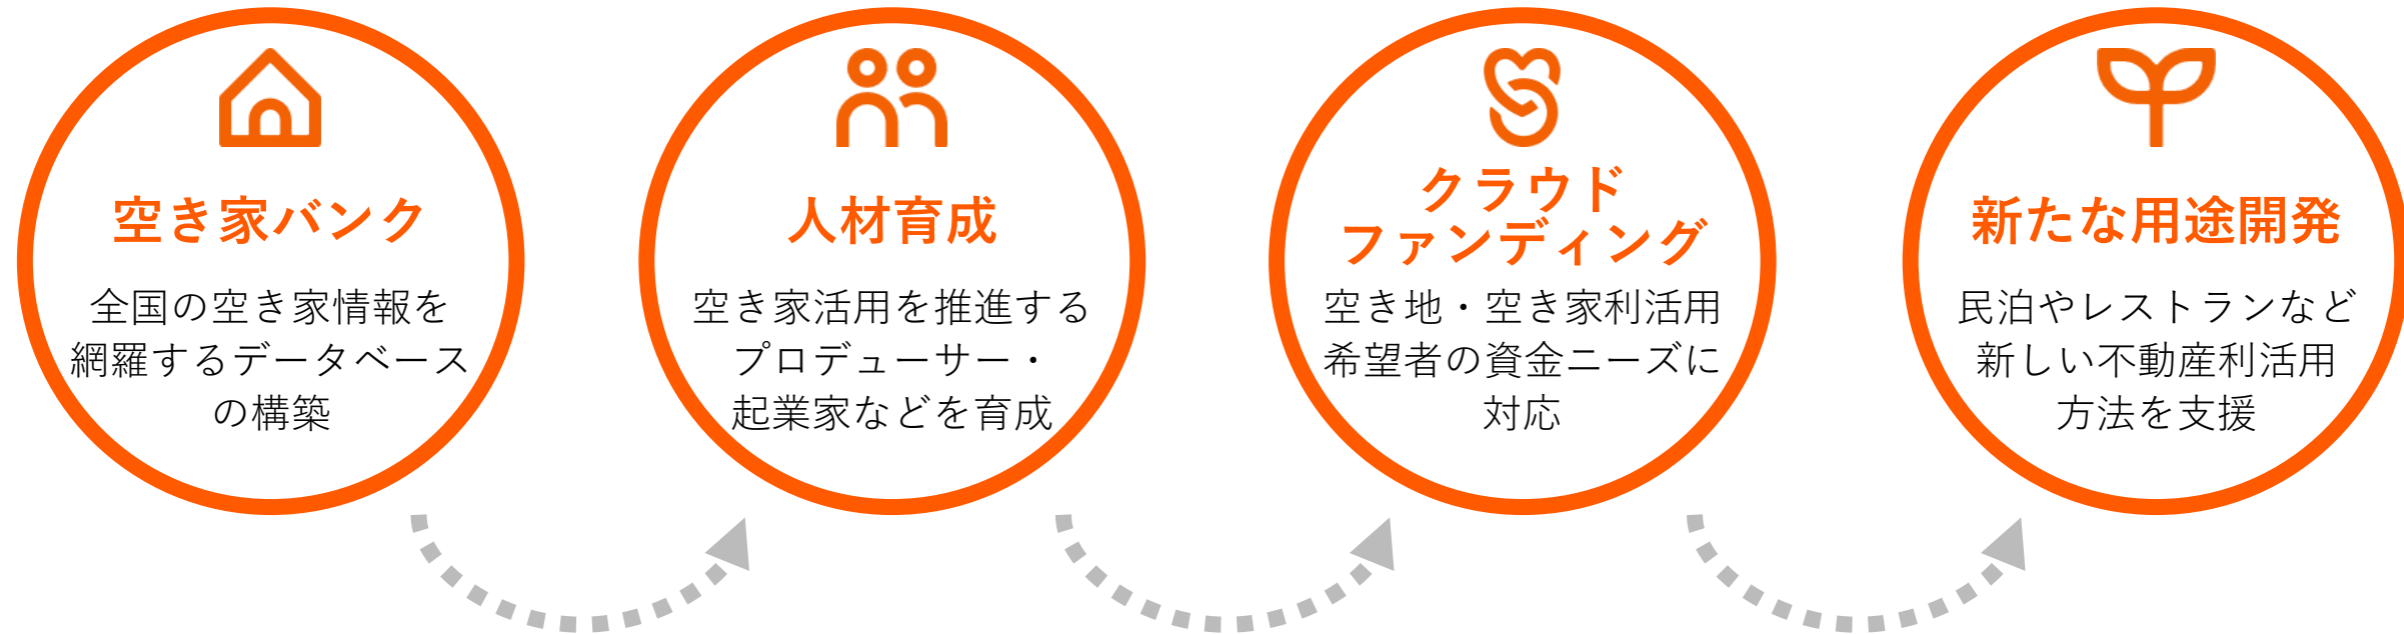 空き家バンク
全国の空き家情報を
網羅するデータベース
の構築
人材育成
空き家活用を推進する
プロデューサー・
起業家などを育成
クラウド
ファンディング
空き地・空き家利活用
希望者の資金ニーズに
対応
新たな用途開発
民泊やレストランなど
新しい不動産利活用
方法を支援